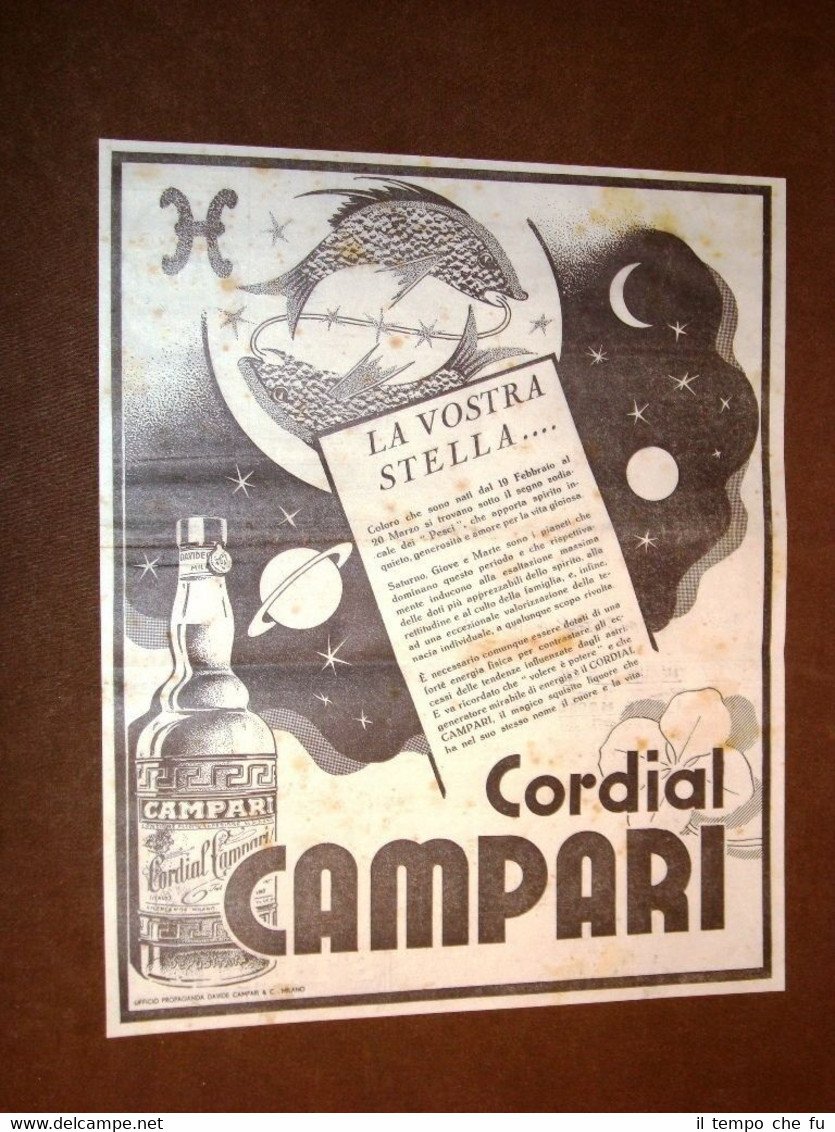 LA VOSTRA
STELLA....
Coloro che sono nati dal 19 Febbraio al
20 Marzo si trovano sotto il segno zodia-
cale dei "Pesci", che apporta spirito in-
quieto, generosità e amore per la vita gioiosa.
Saturno, Giove e Marte sono i pianeti che
dominano questo periodo e che rispettiva-
mente inducono alla esaltazione massima
delle doti più apprezzabili dello spirito, alla
rettitudine e al culto della famiglia, e, infine,
ad una eccezionale valorizzazione della te-
nacia individuale, a qualunque scopo rivolta.
È necessario comunque essere dotati di una
forte energia fisica per contrastare gli ec-
cessi delle tendenze influenzate dagli astri.
E va ricordato che "volere è potere" e che
generatore mirabile di energia è il CORDIAL
CAMPARI, il magico squisito liquore che
ha nel suo stesso nome il cuore e la vita.
DAVIDE
MIL
CAMPARI
Cordial Campari
Cordial
CAMPARI
UFFICIO PROPAGANDA DAVIDE CAMPARI & C. - MILANO
il tempo che fu